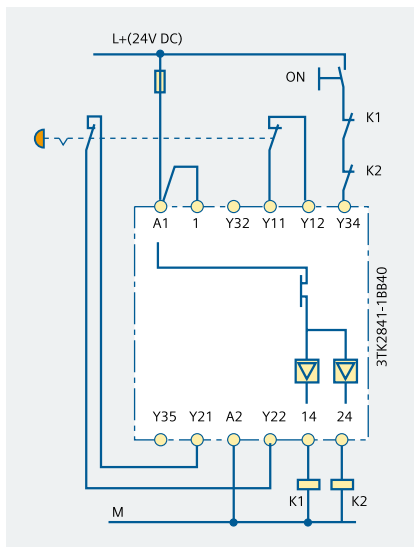 L+(24V DC)
ON
K1
K2
A1 1 Y32 Y11 Y12 Y34
3TK2841-1BB40
Y35 Y21 A2 Y22 14 24
K1 K2
M